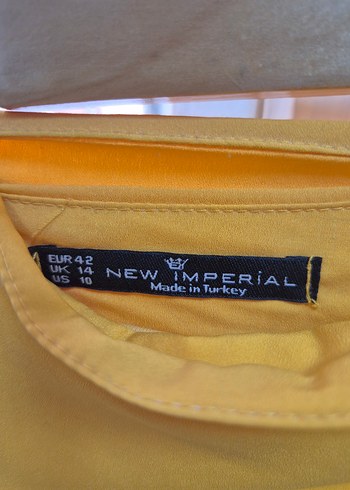 EUR 42
UK 14
US 10
NEW IMPERiAL
Made in Turkey